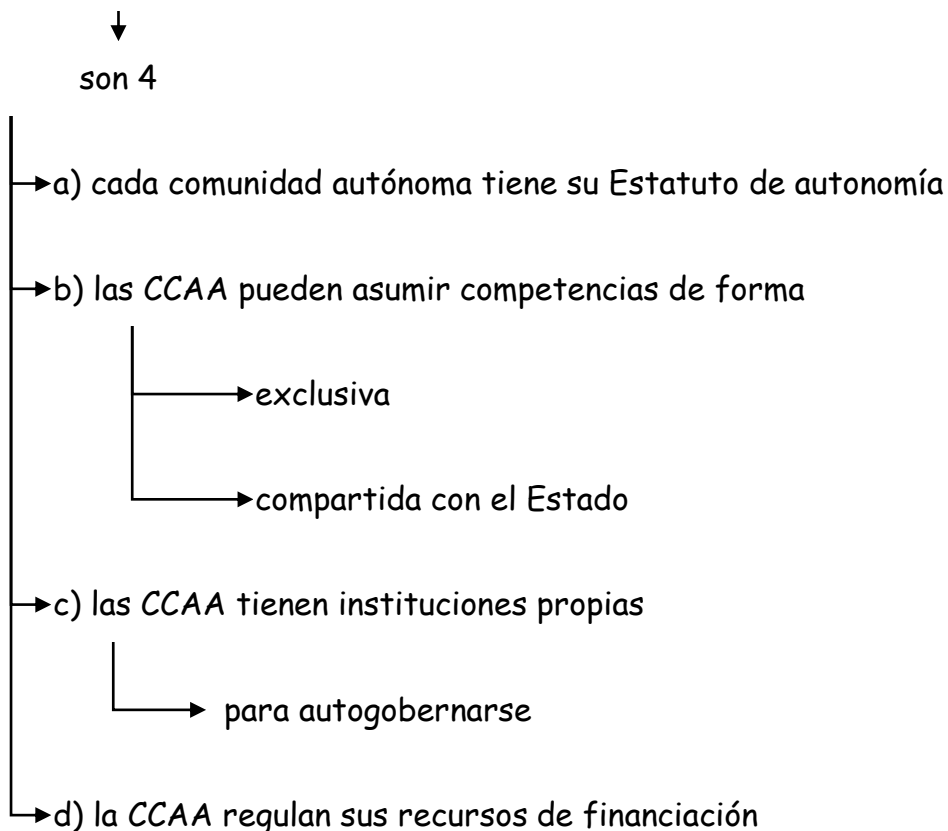 son 4
a) cada comunidad autónoma tiene su Estatuto de autonomía
b) las CCAA pueden asumir competencias de forma
exclusiva
compartida con el Estado
c) las CCAA tienen instituciones propias
para autogobernarse
d) la CCAA regulan sus recursos de financiación